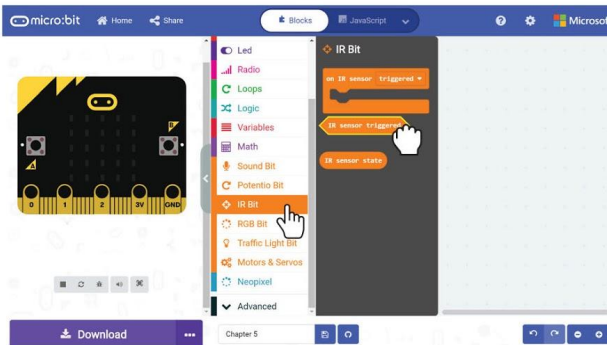 micro:bit
Home
Share
Blocks
JavaScript
Microsof
B
A
0 1 2 3V GND
Download
Led
Radio
Loops
Logic
Variables
Math
Sound Bit
Potentio Bit
IR Bit
RGB Bit
Traffic Light Bit
Motors & Servos
Neopixel
Advanced
IR Bit
on IR sensor triggered
IR sensor triggered
IR sensor state
Chapter 5